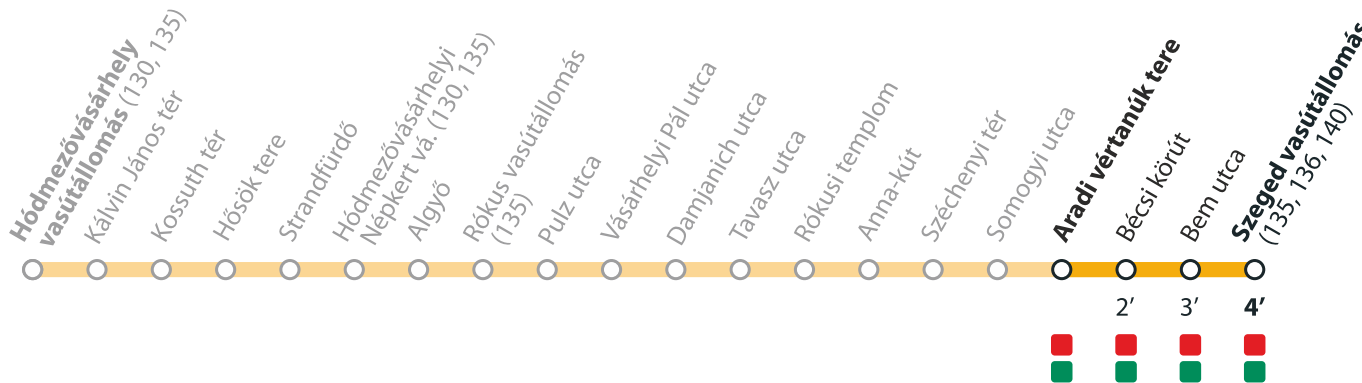 Hódmezővásárhely
vasútállomás (130, 135)
Kálvin János tér
Kossuth tér
Hősök tere
Strandfürdő
Hódmezővásárhelyi
Népkert vá. (130, 135)
Algyő
Rókus vasútállomás
(135)
Pulz utca
Vásárhelyi Pál utca
Damjanich utca
Tavasz utca
Rókusi templom
Anna-kút
Széchenyi tér
Somogyi utca
Aradi vértanúk tere
Bécsi körút
Bem utca
Szeged vasútállomás
(135, 136, 140)
2’ 3’ 4’